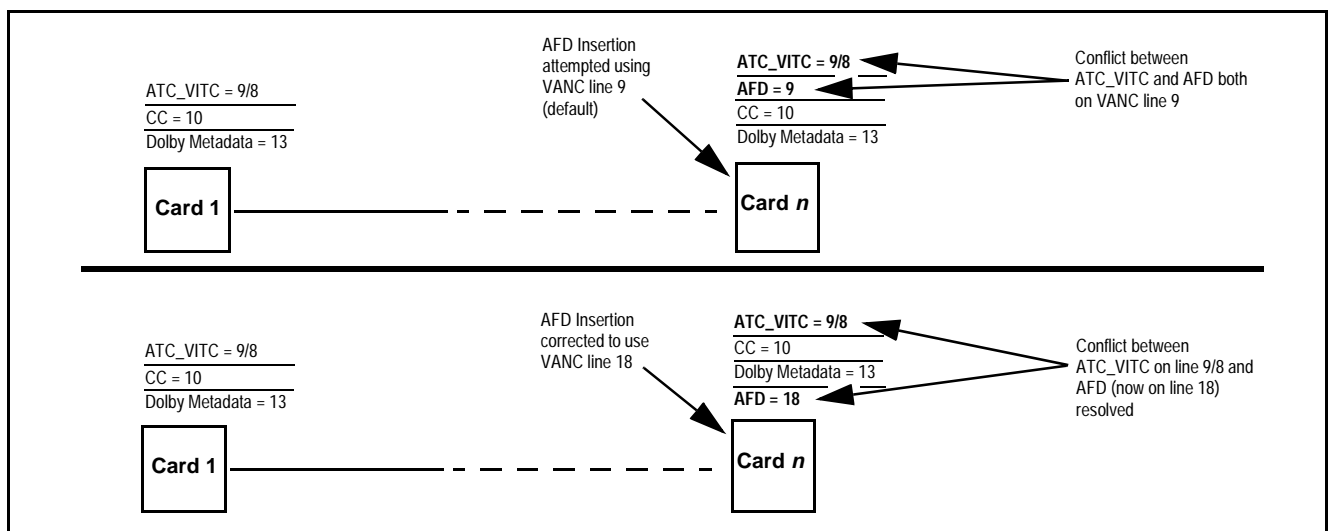 AFD Insertion
attempted using
VANC line 9
(default)
ATC_VITC = 9/8
CC = 10
Dolby Metadata = 13
ATC_VITC = 9/8
AFD = 9
CC = 10
Dolby Metadata = 13
Conflict between
ATC_VITC and AFD both
on VANC line 9
Card 1
Card n
AFD Insertion
corrected to use
VANC line 18
ATC_VITC = 9/8
CC = 10
Dolby Metadata = 13
ATC_VITC = 9/8
CC = 10
Dolby Metadata = 13
AFD = 18
Conflict between
ATC_VITC on line 9/8 and
AFD (now on line 18)
resolved
Card 1
Card n